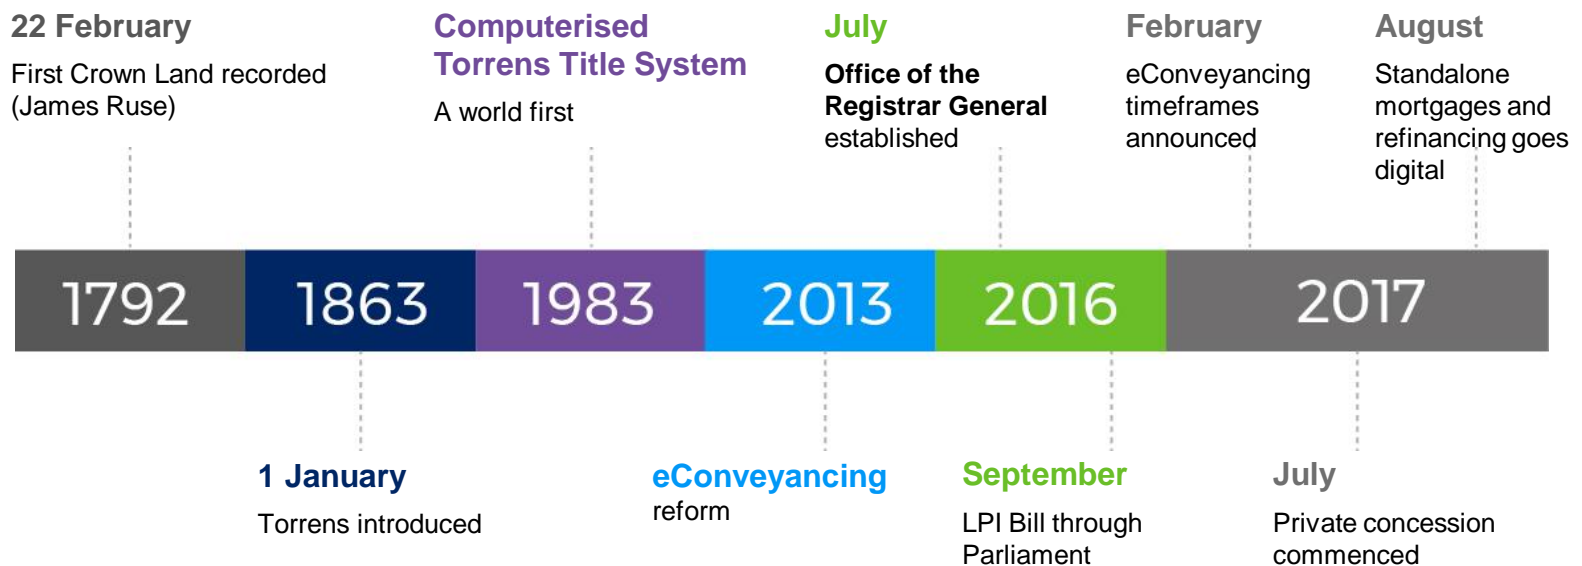 22 February
First Crown Land recorded
(James Ruse)
Computerised
Torrens Title System
A world first
July
Office of the
Registrar General
established
February
eConveyancing
timeframes
announced
August
Standalone
mortgages and
refinancing goes
digital
1792
1863
1983
2013
2016
2017
1 January
Torrens introduced
eConveyancing
reform
September
LPI Bill through
Parliament
July
Private concession
commenced